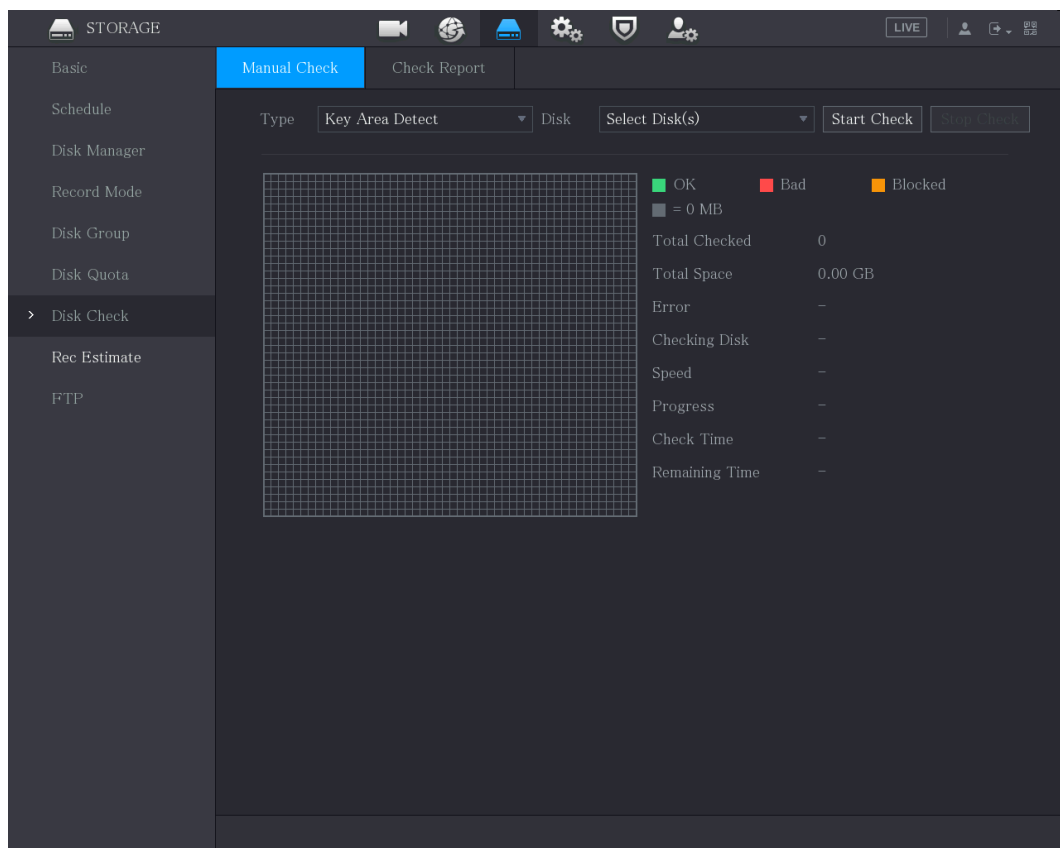 STORAGE LIVE
Basic
Manual Check Check Report
Schedule
Type Key Area Detect Disk Select Disk(s) Start Check Stop Check
Disk Manager
Record Mode
OK Bad Blocked
= 0 MB
Disk Group
Total Checked 0
Disk Quota
Total Space 0.00 GB
Error -
Disk Check
Checking Disk -
Rec Estimate
Speed -
FTP
Progress -
Check Time -
Remaining Time -